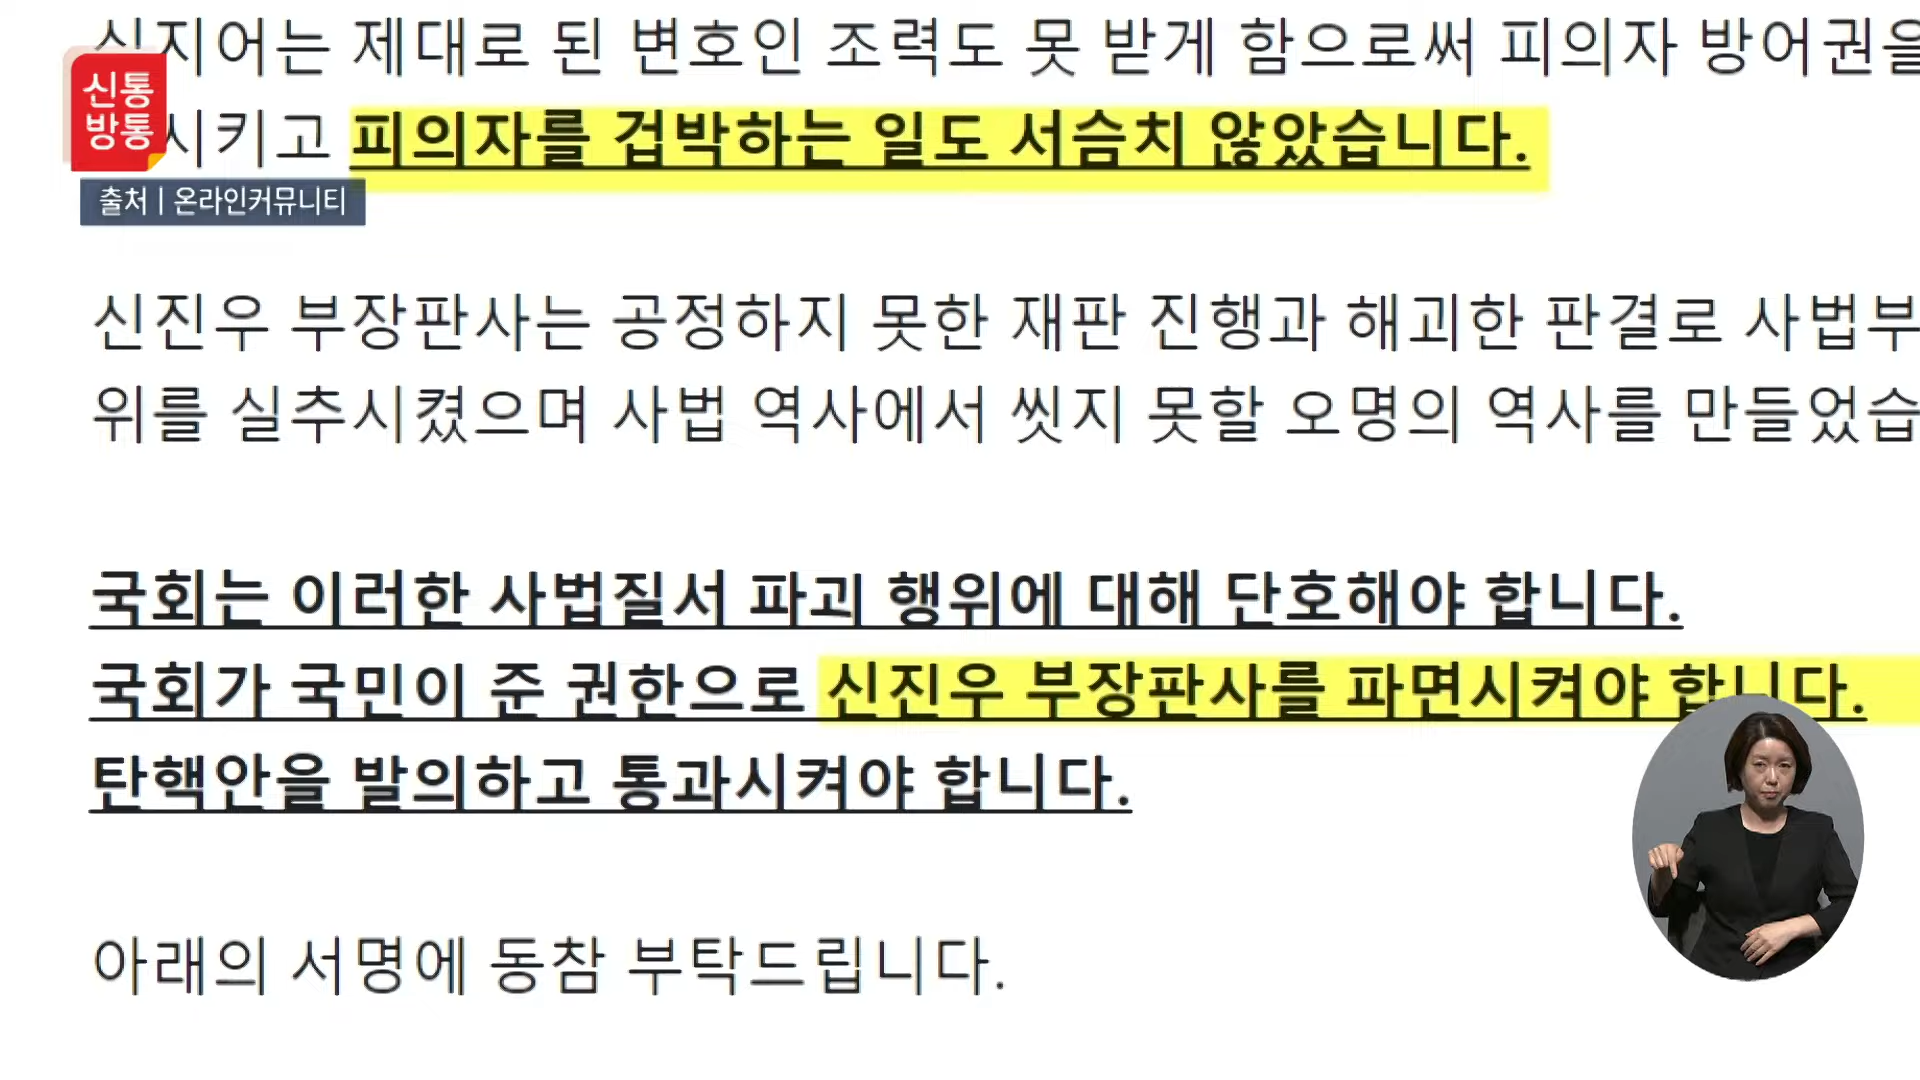 심지어는 제대로 된 변호인 조력도 못 받게 함으로써 피의자 방어권을
신통
방통
시키고 피의자를 겁박하는 일도 서슴치 않았습니다.
출처 | 온라인커뮤니티
신진우 부장판사는 공정하지 못한 재판 진행과 해괴한 판결로 사법부
위를 실추시켰으며 사법 역사에서 씻지 못할 오명의 역사를 만들었습
국회는 이러한 사법질서 파괴 행위에 대해 단호해야 합니다.
국회가 국민이 준 권한으로 신진우 부장판사를 파면시켜야 합니다.
탄핵안을 발의하고 통과시켜야 합니다.
아래의 서명에 동참 부탁드립니다.